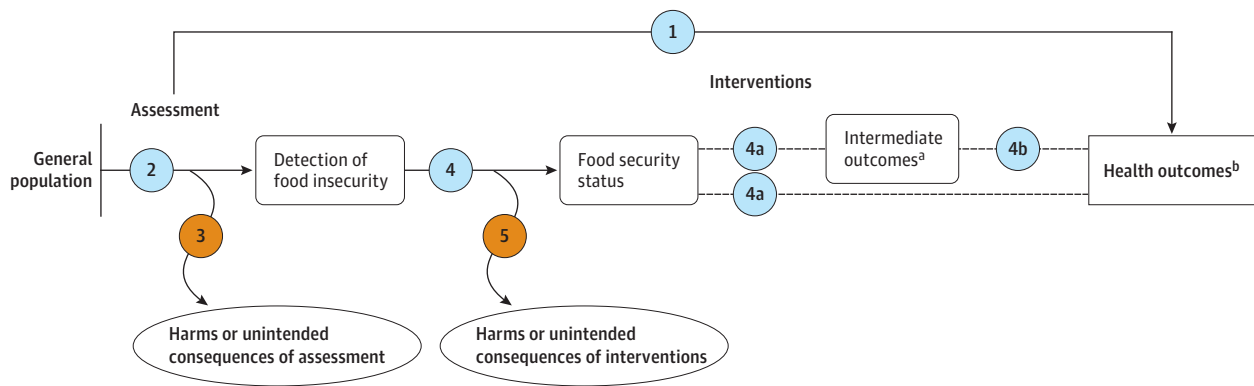 1
Interventions
Assessment
General
population
2
Detection of
food insecurity
4
Food security
status
4a
4a
Intermediate
outcomesᵃ
4b
Health outcomesᵇ
3
5
Harms or unintended
consequences of assessment
Harms or unintended
consequences of interventions